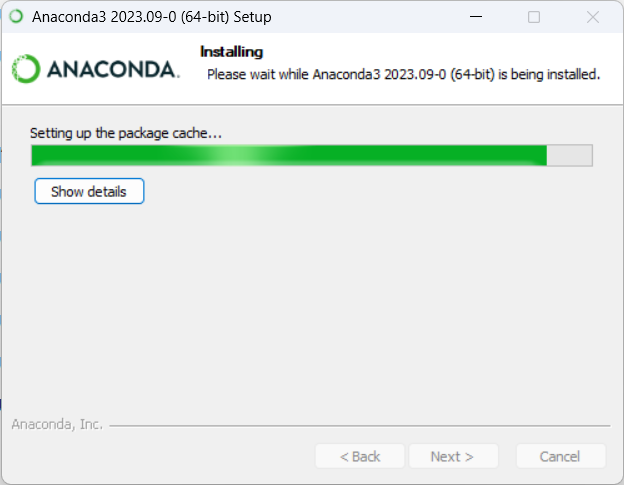 Anaconda3 2023.09-0 (64-bit) Setup
Installing
ANACONDA.
Please wait while Anaconda3 2023.09-0 (64-bit) is being installed.
Setting up the package cache...
Show details
Anaconda, Inc.
< Back Next > Cancel